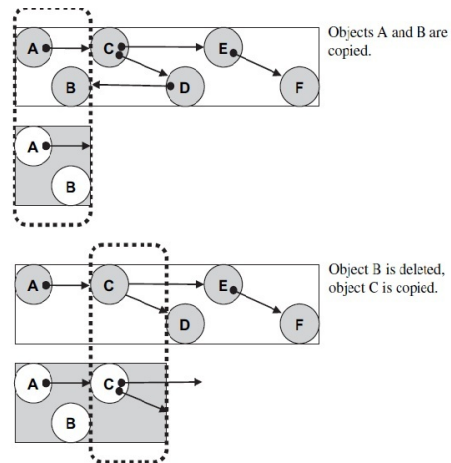 A C E
B D F
Objects A and B are
copied.
A
B
A C E
D F
Object B is deleted,
object C is copied.
A C
B